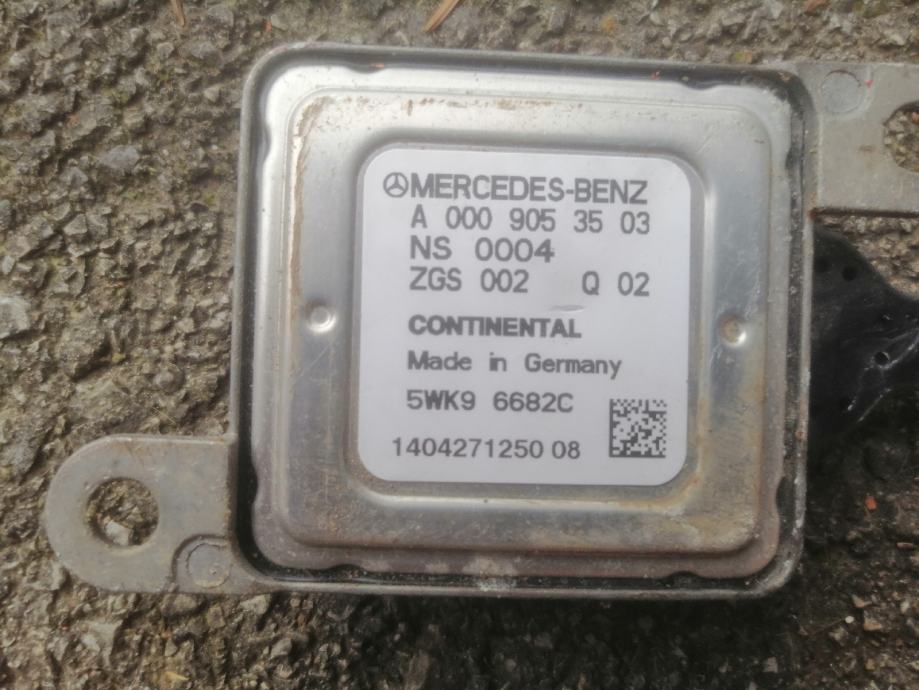 MERCEDES-BENZ
A 000 905 35 03
NS 0004
ZGS 002 Q 02
CONTINENTAL
Made in Germany
5WK9 6682C
1404271250 08